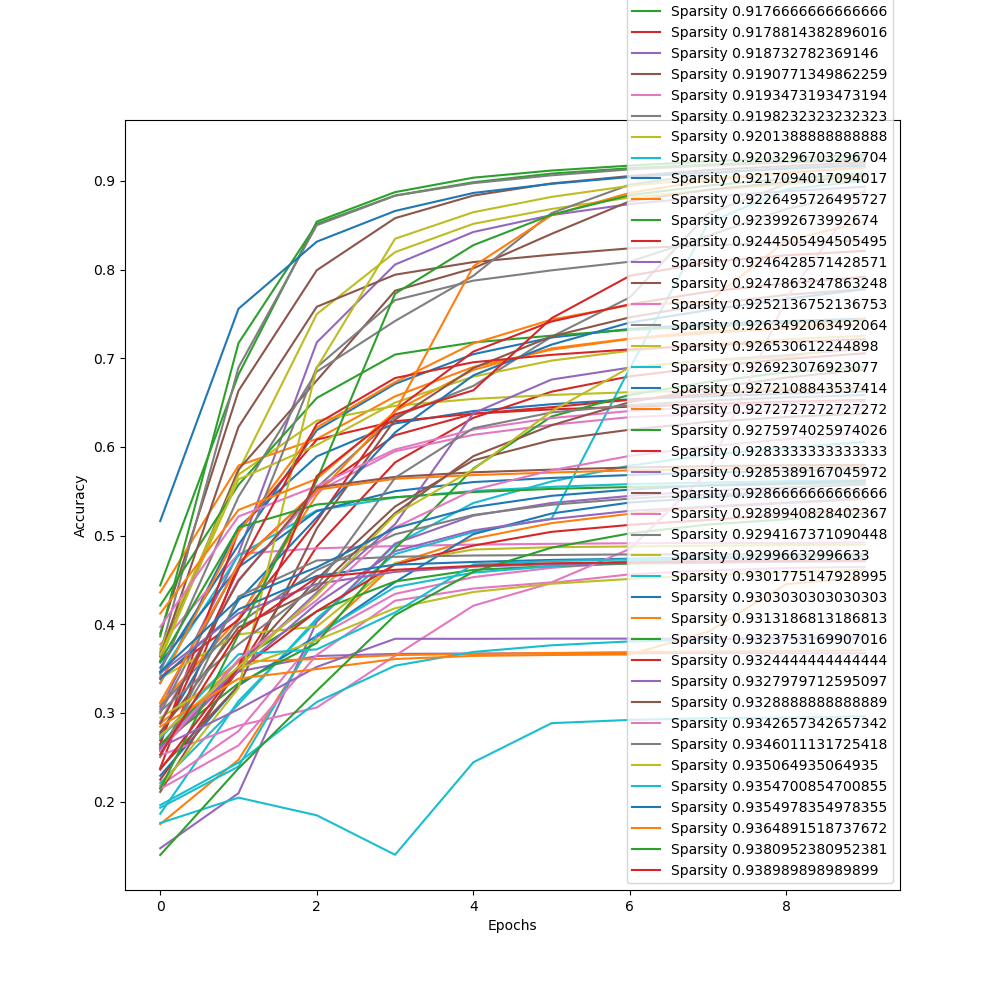 Sparsity 0.9176666666666666
Sparsity 0.9178814382896016
Sparsity 0.918732782369146
Sparsity 0.9190771349862259
Sparsity 0.9193473193473194
Sparsity 0.9198232323232323
Sparsity 0.9201388888888888
Sparsity 0.9203296703296704
Sparsity 0.9217094017094017
Sparsity 0.9226495726495727
Sparsity 0.923992673992674
Sparsity 0.9244505494505495
Sparsity 0.9246428571428571
Sparsity 0.9247863247863248
Sparsity 0.9252136752136753
Sparsity 0.9263492063492064
Sparsity 0.926530612244898
Sparsity 0.926923076923077
Sparsity 0.9272108843537414
Sparsity 0.9272727272727272
Sparsity 0.9275974025974026
Sparsity 0.9283333333333333
Sparsity 0.9285389167045972
Sparsity 0.9286666666666666
Sparsity 0.9289940828402367
Sparsity 0.9294167371090448
Sparsity 0.92996632996633
Sparsity 0.9301775147928995
Sparsity 0.9303030303030303
Sparsity 0.9313186813186813
Sparsity 0.9323753169907016
Sparsity 0.9324444444444444
Sparsity 0.9327979712595097
Sparsity 0.9328888888888889
Sparsity 0.9342657342657342
Sparsity 0.9346011131725418
Sparsity 0.935064935064935
Sparsity 0.9354700854700855
Sparsity 0.9354978354978355
Sparsity 0.9364891518737672
Sparsity 0.9380952380952381
Sparsity 0.938989898989899
0.9
0.8
0.7
0.6
0.5
0.4
0.3
0.2
Accuracy
0 2 4 6 8
Epochs